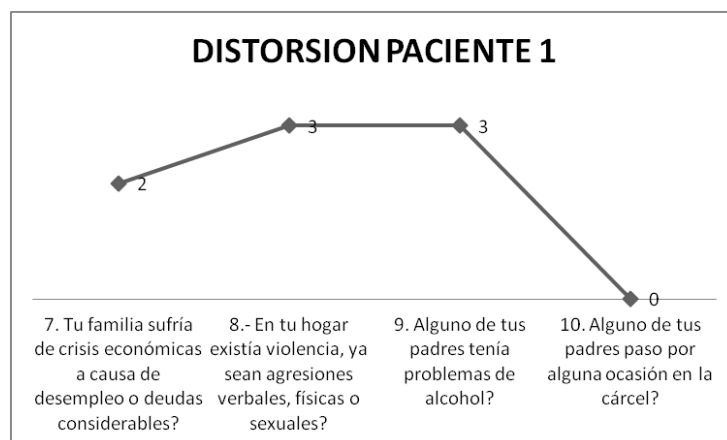 DISTORSION PACIENTE 1
2
3
3
0
7. Tu familia sufría
de crisis económicas
a causa de
desempleo o deudas
considerables?
8.- En tu hogar
existía violencia, ya
sean agresiones
verbales, físicas o
sexuales?
9. Alguno de tus
padres tenía
problemas de
alcohol?
10. Alguno de tus
padres paso por
alguna ocasión en la
cárcel?